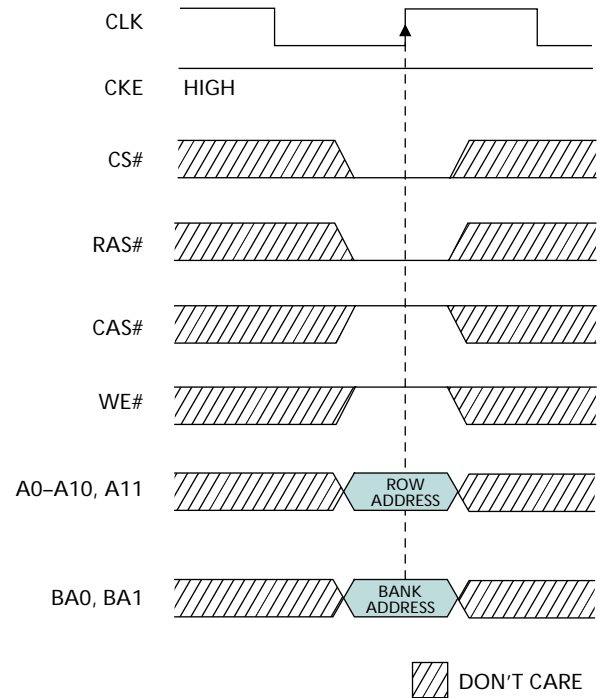 CLK
CKE HIGH
CS#
RAS#
CAS#
WE#
A0–A10, A11
ROW
ADDRESS
BA0, BA1
BANK
ADDRESS
DON'T CARE